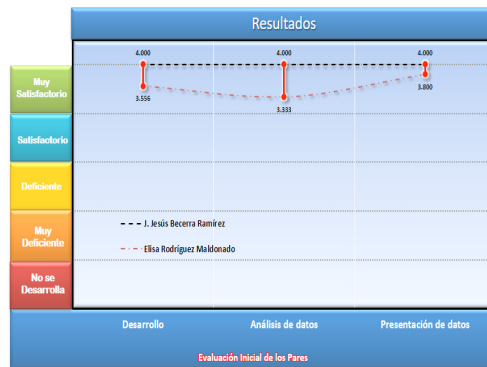 Resultados
Muy
Satisfactorio
Satisfactorio
Deficiente
Muy
Deficiente
No se
Desarrolla
4.000
4.000
4.000
3.556
3.333
3.800
J. Jesús Becerra Ramírez
Elisa Rodríguez Maldonado
Desarrollo
Análisis de datos
Presentación de datos
Evaluación Inicial de los Pares